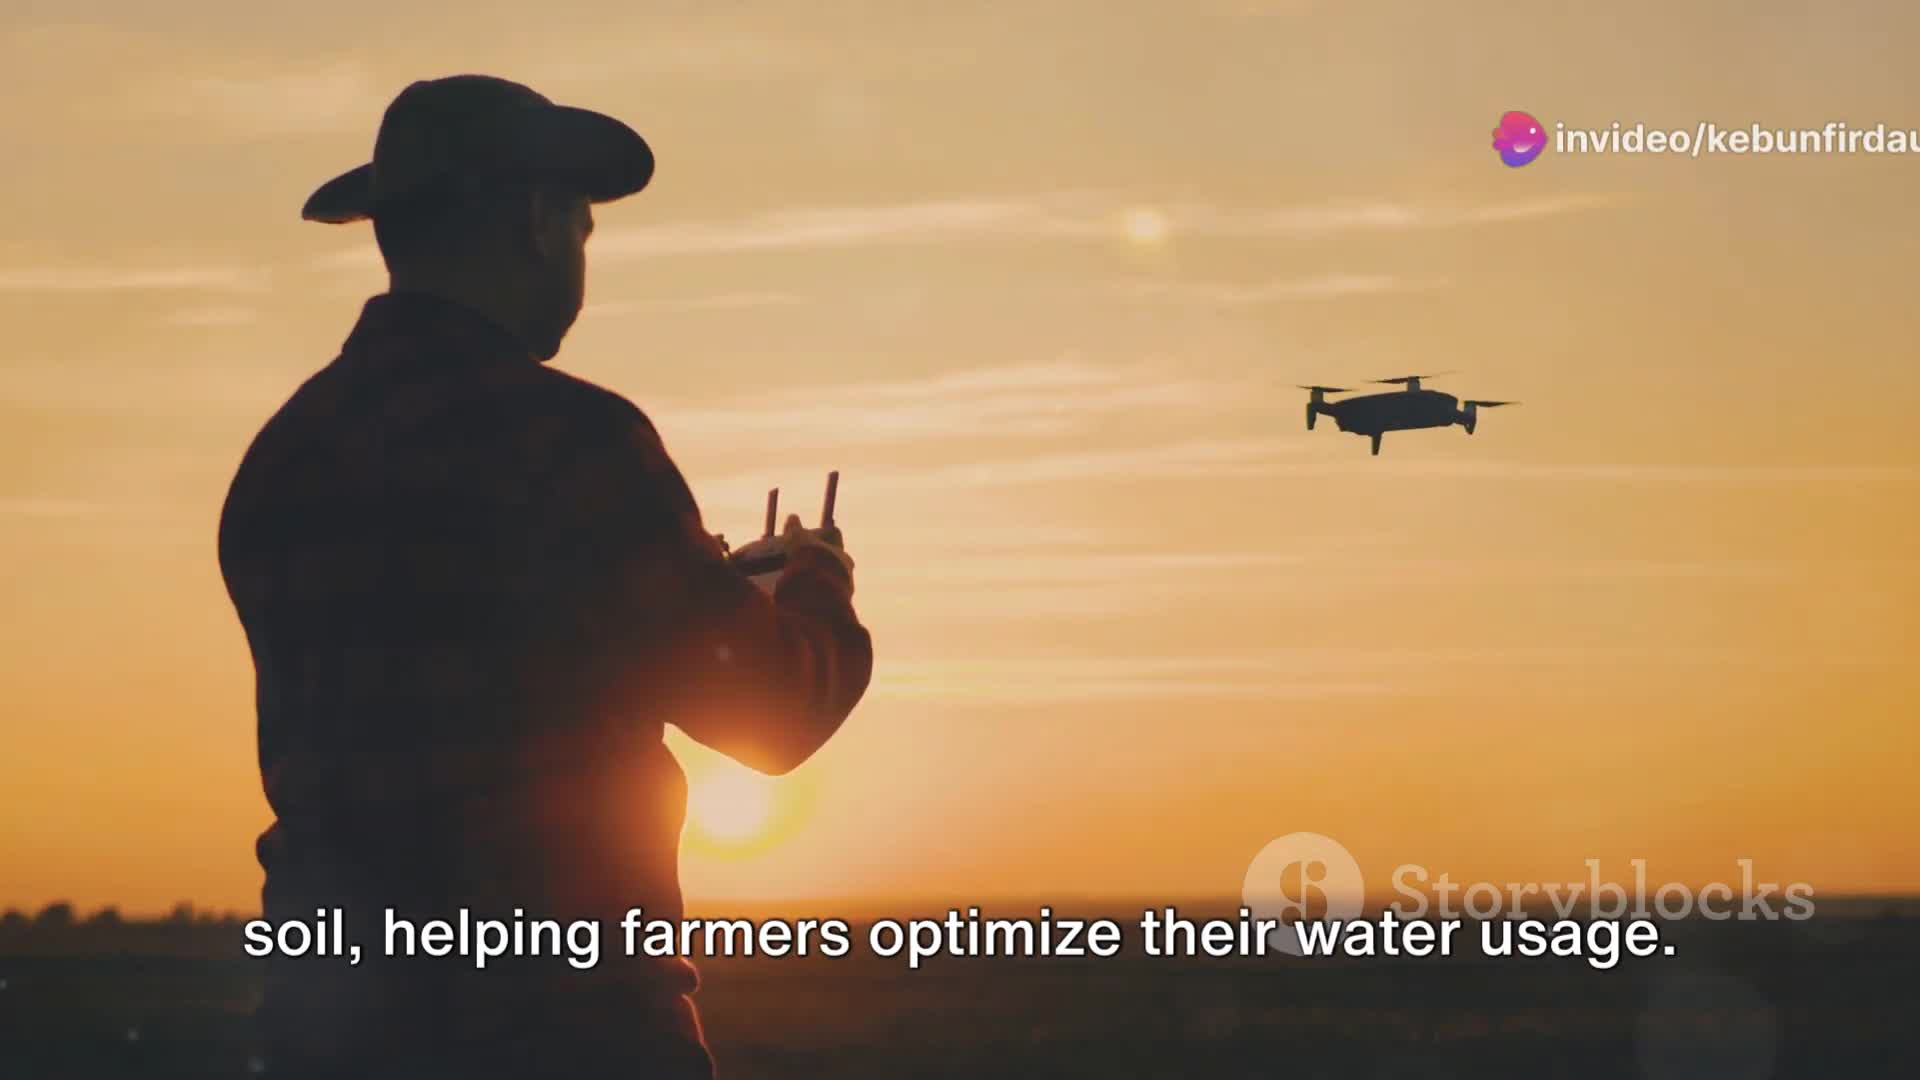 invideo/kebunfirdau
Storyblocks
soil, helping farmers optimize their water usage.